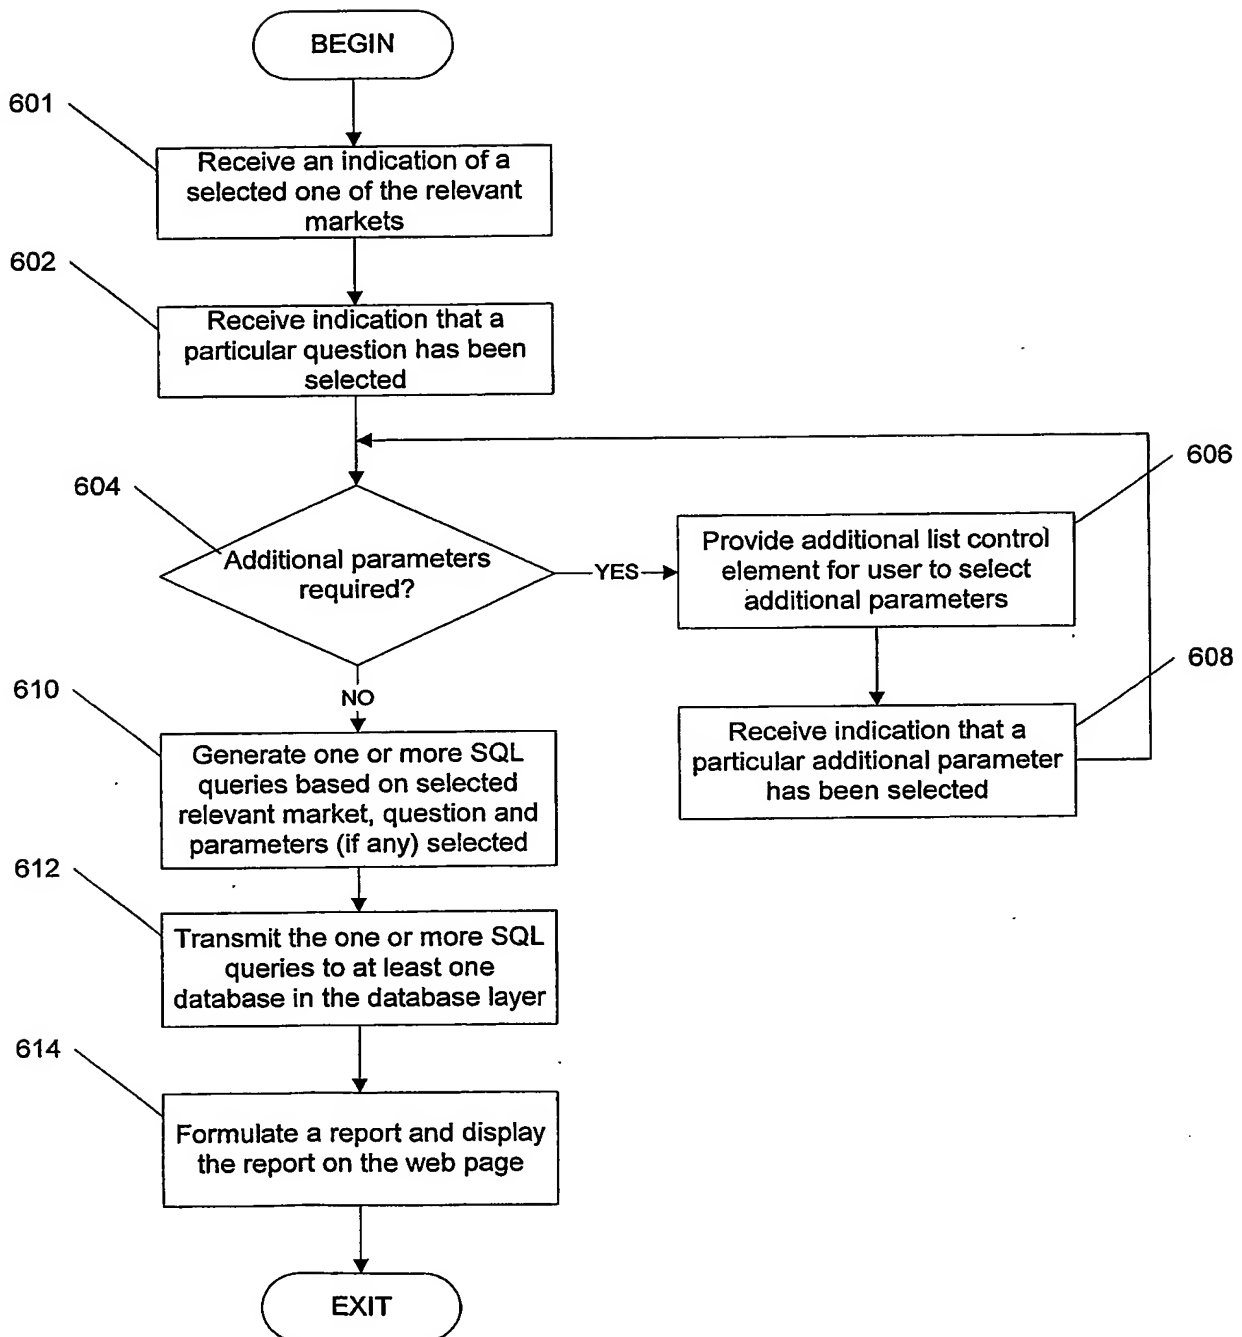 BEGIN
601
Receive an indication of a
selected one of the relevant
markets
602
Receive indication that a
particular question has been
selected
604
Additional parameters
required?
YES
606
Provide additional list control
element for user to select
additional parameters
608
Receive indication that a
particular additional parameter
has been selected
NO
610
Generate one or more SQL
queries based on selected
relevant market, question and
parameters (if any) selected
612
Transmit the one or more SQL
queries to at least one
database in the database layer
614
Formulate a report and display
the report on the web page
EXIT